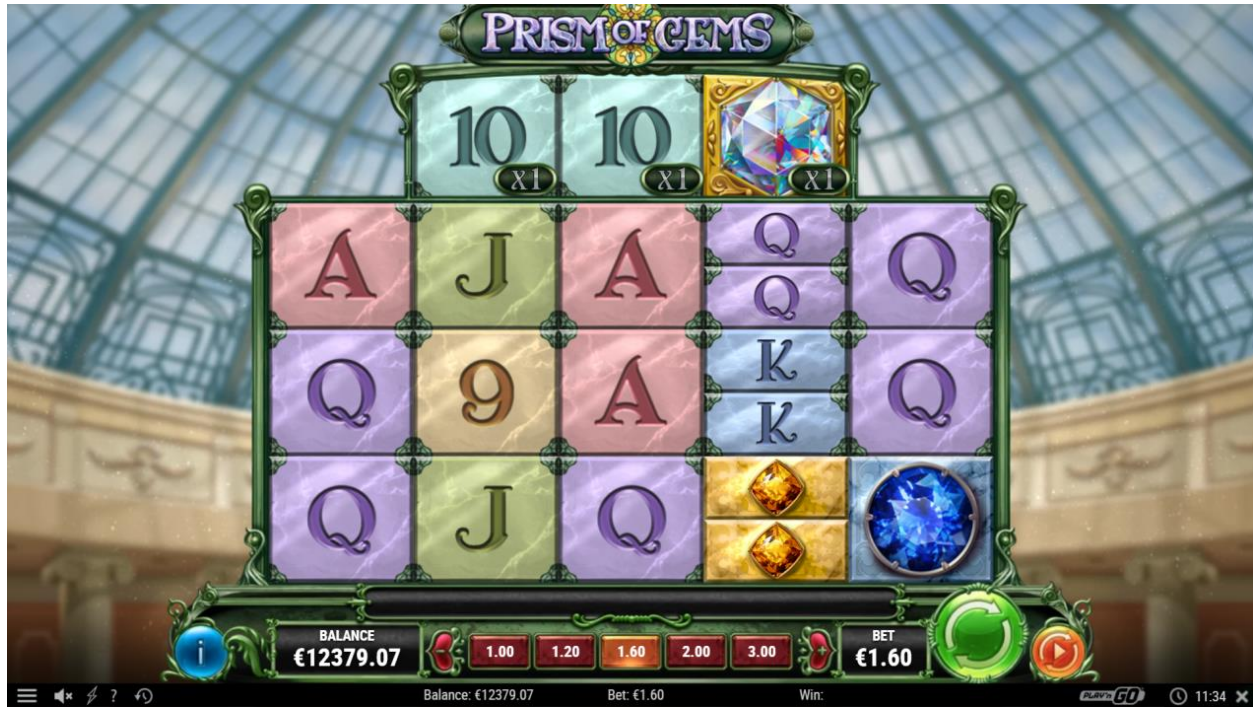 PRISM OF GEMS
10 10
X1 X1 X1
A J A Q Q
Q
Q 9 A K Q
K
Q J Q
BALANCE
€12379.07
- 1.00 1.20 1.60 2.00 3.00 +
BET
€1.60
i
? Balance: €12379.07 Bet: €1.60 Win: PLAY'n GO 11:34